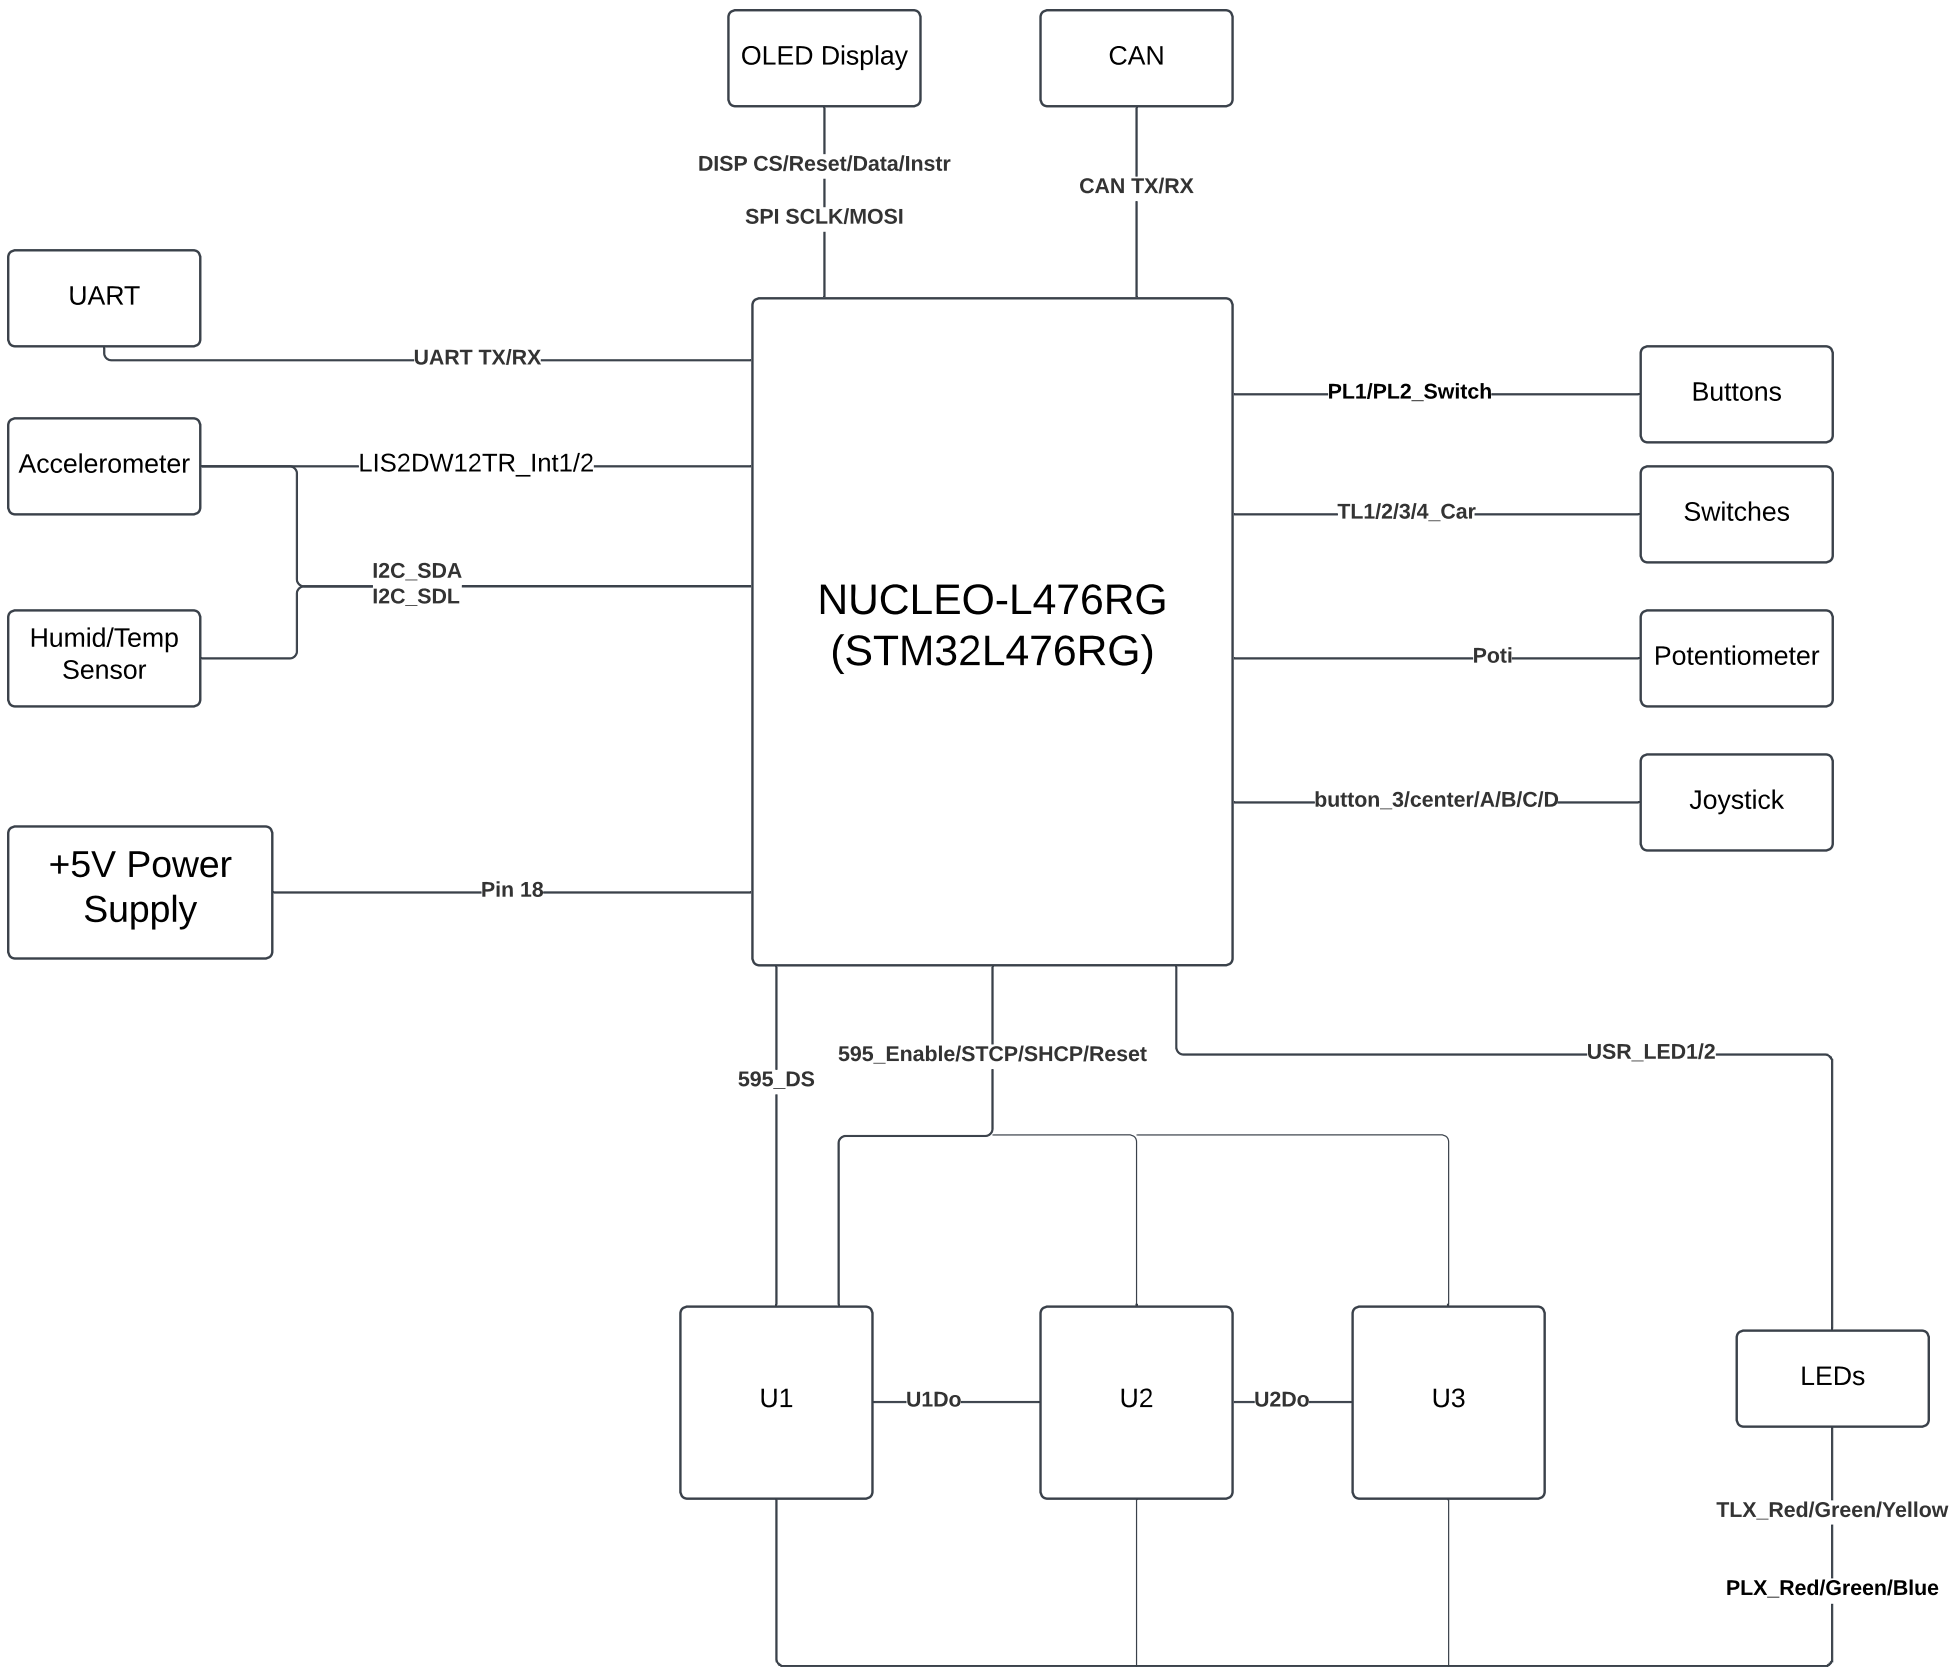 OLED Display
CAN
DISP CS/Reset/Data/Instr
CAN TX/RX
SPI SCLK/MOSI
UART
UART TX/RX
PL1/PL2_Switch
Buttons
Accelerometer
LIS2DW12TR_Int1/2
TL1/2/3/4_Car
Switches
I2C_SDA
I2C_SDL
NUCLEO-L476RG
(STM32L476RG)
Humid/Temp
Sensor
Poti
Potentiometer
button_3/center/A/B/C/D
Joystick
+5V Power
Supply
Pin 18
595_Enable/STCP/SHCP/Reset
USR_LED1/2
595_DS
U1
U1Do
U2
U2Do
U3
LEDs
TLX_Red/Green/Yellow
PLX_Red/Green/Blue